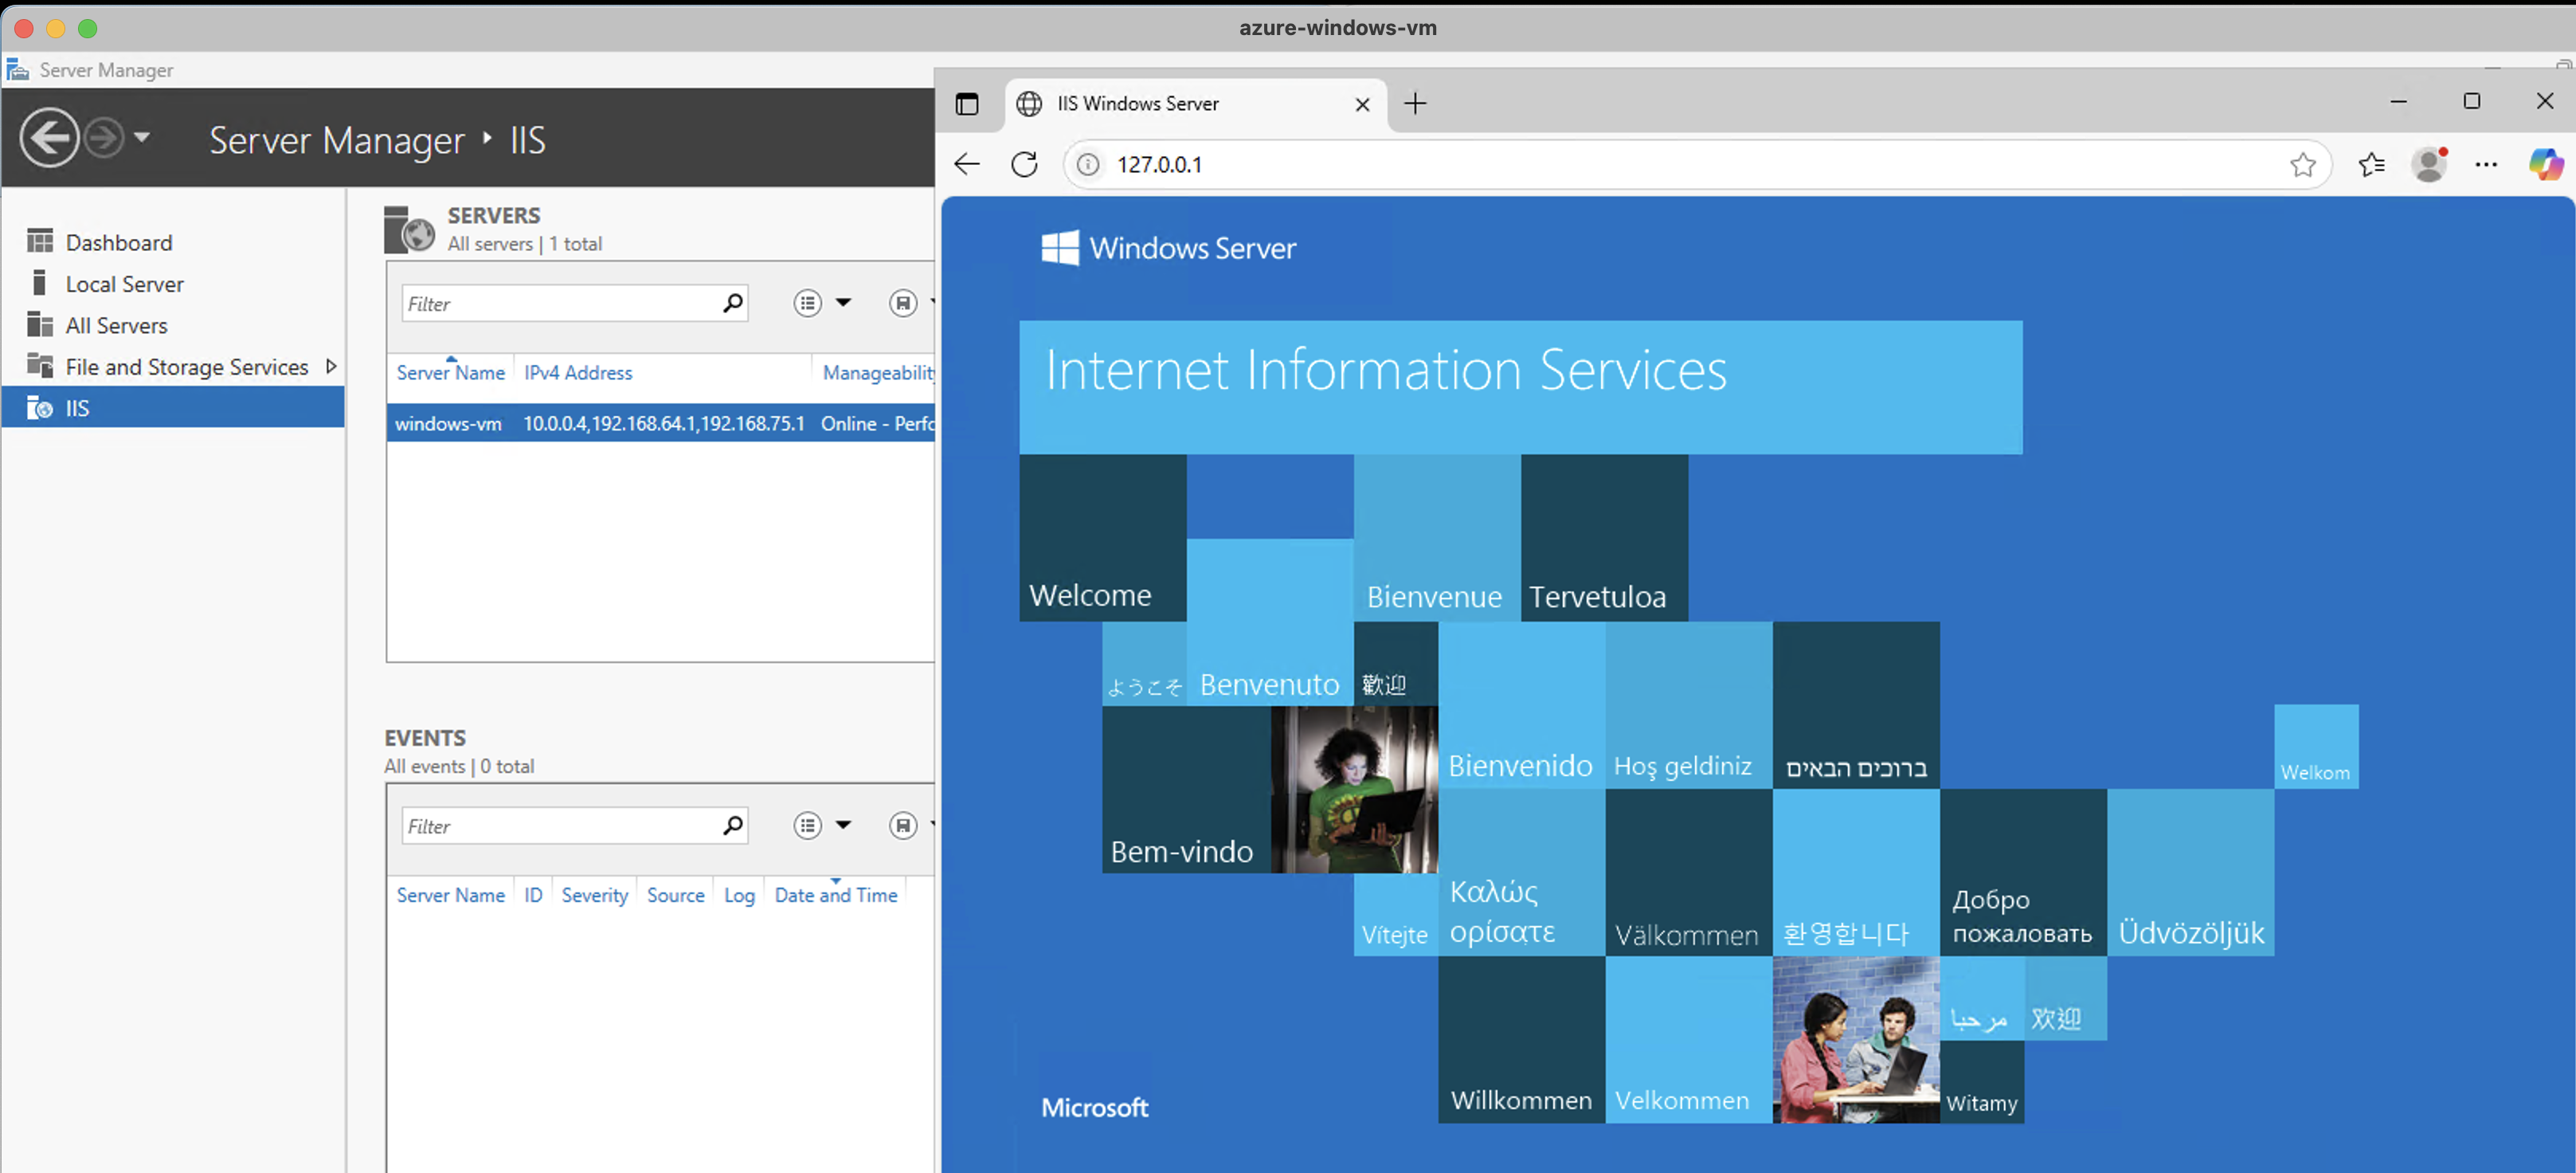 azure-windows-vm
Server Manager
Server Manager ‣ IIS
Dashboard
Local Server
All Servers
File and Storage Services
IIS
SERVERS
All servers | 1 total
Filter
Server Name IPv4 Address Manageability
windows-vm 10.0.0.4,192.168.64.1,192.168.75.1 Online - Perfc
EVENTS
All events | 0 total
Filter
Server Name ID Severity Source Log Date and Time
IIS Windows Server
127.0.0.1
Windows Server
Internet Information Services
Welcome
Bienvenue
Tervetuloa
ようこそ
Benvenuto
歡迎
Bienvenido
Hoş geldiniz
ברוכים הבאים
Welkom
Bem-vindo
Vítejte
Καλώς
ορίσατε
Välkommen
환영합니다
Добро
пожаловать
Üdvözöljük
Willkommen
Velkommen
مرحبا
欢迎
Witamy
Microsoft